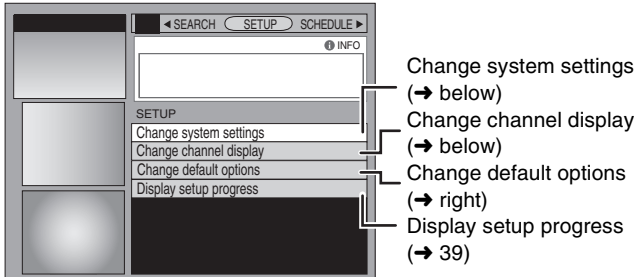 ◄ SEARCH SETUP SCHEDULE ►
i INFO
SETUP
Change system settings
Change channel display
Change default options
Display setup progress
Change system settings
(➜ below)
Change channel display
(➜ below)
Change default options
(➜ right)
Display setup progress
(➜ 39)